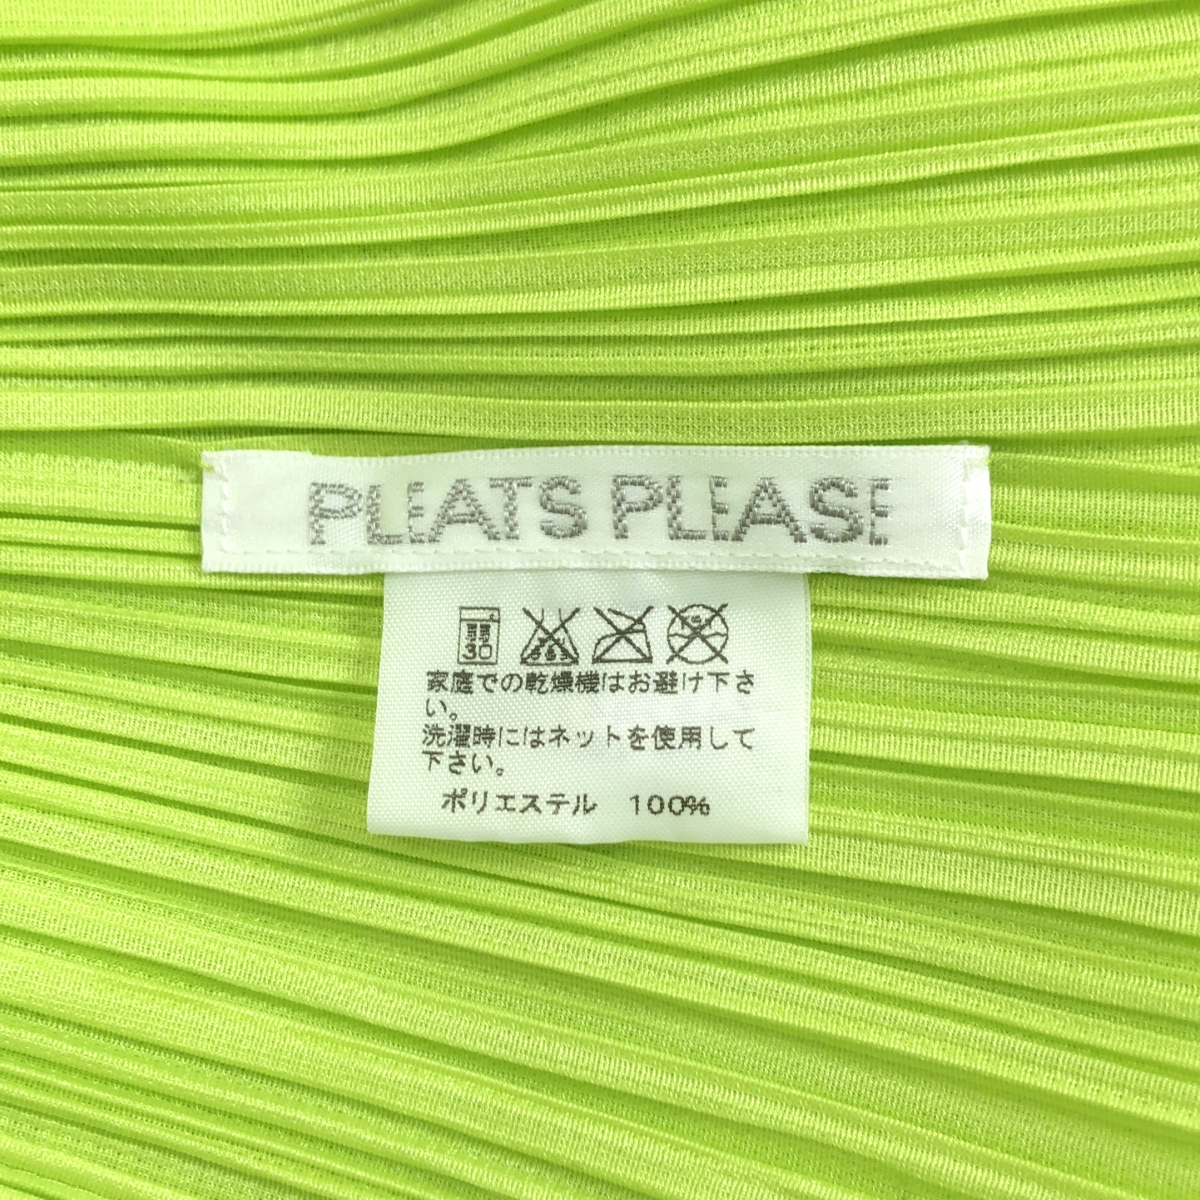 PLEATS PLEASE
弱 30
家庭での乾燥機はお避け下さ
い。
洗濯時にはネットを使用して
下さい。
ポリエステル 100%